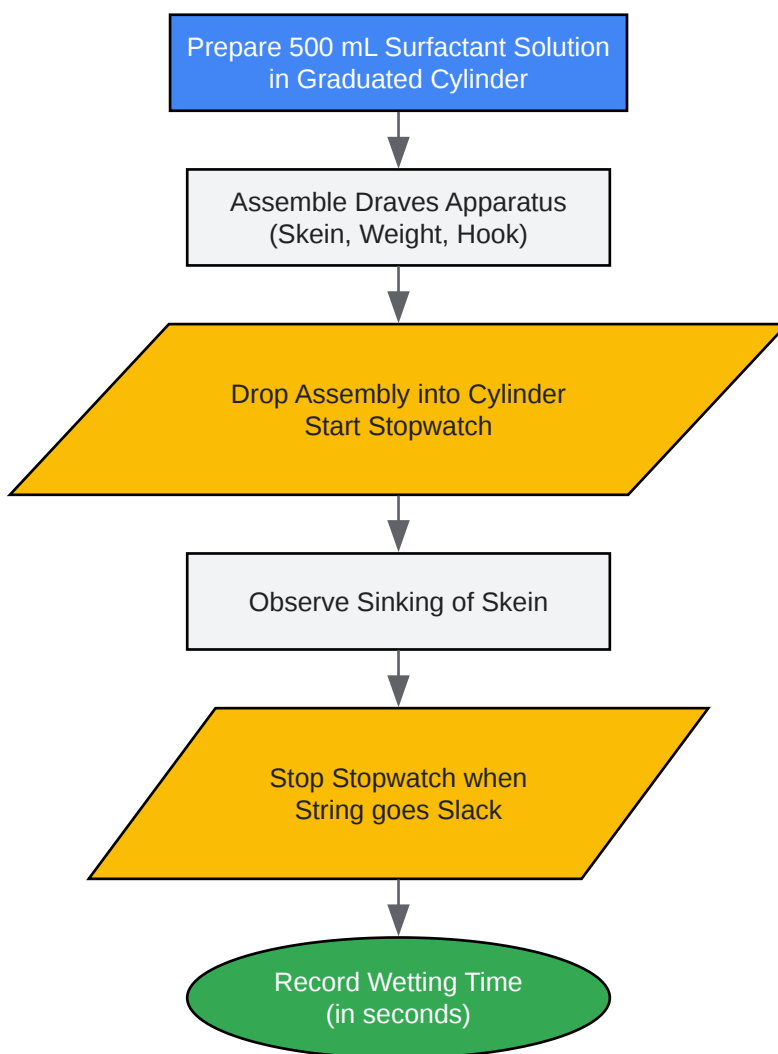 Prepare 500 mL Surfactant Solution
in Graduated Cylinder
Assemble Draves Apparatus
(Skein, Weight, Hook)
Drop Assembly into Cylinder
Start Stopwatch
Observe Sinking of Skein
Stop Stopwatch when
String goes Slack
Record Wetting Time
(in seconds)